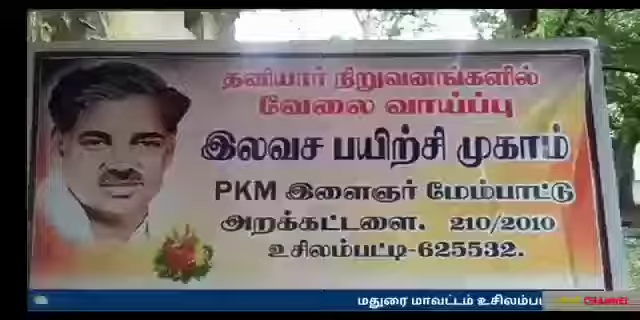 தனியார் நிறுவனங்களில்
வேலை வாய்ப்பு
இலவச பயிற்சி முகாம்
PKM இளைஞர் மேம்பாட்டு
அறக்கட்டளை. 210/2010
உசிலம்பட்டி-625532.
மதுரை மாவட்டம் உசிலம்ப
CHANNEL